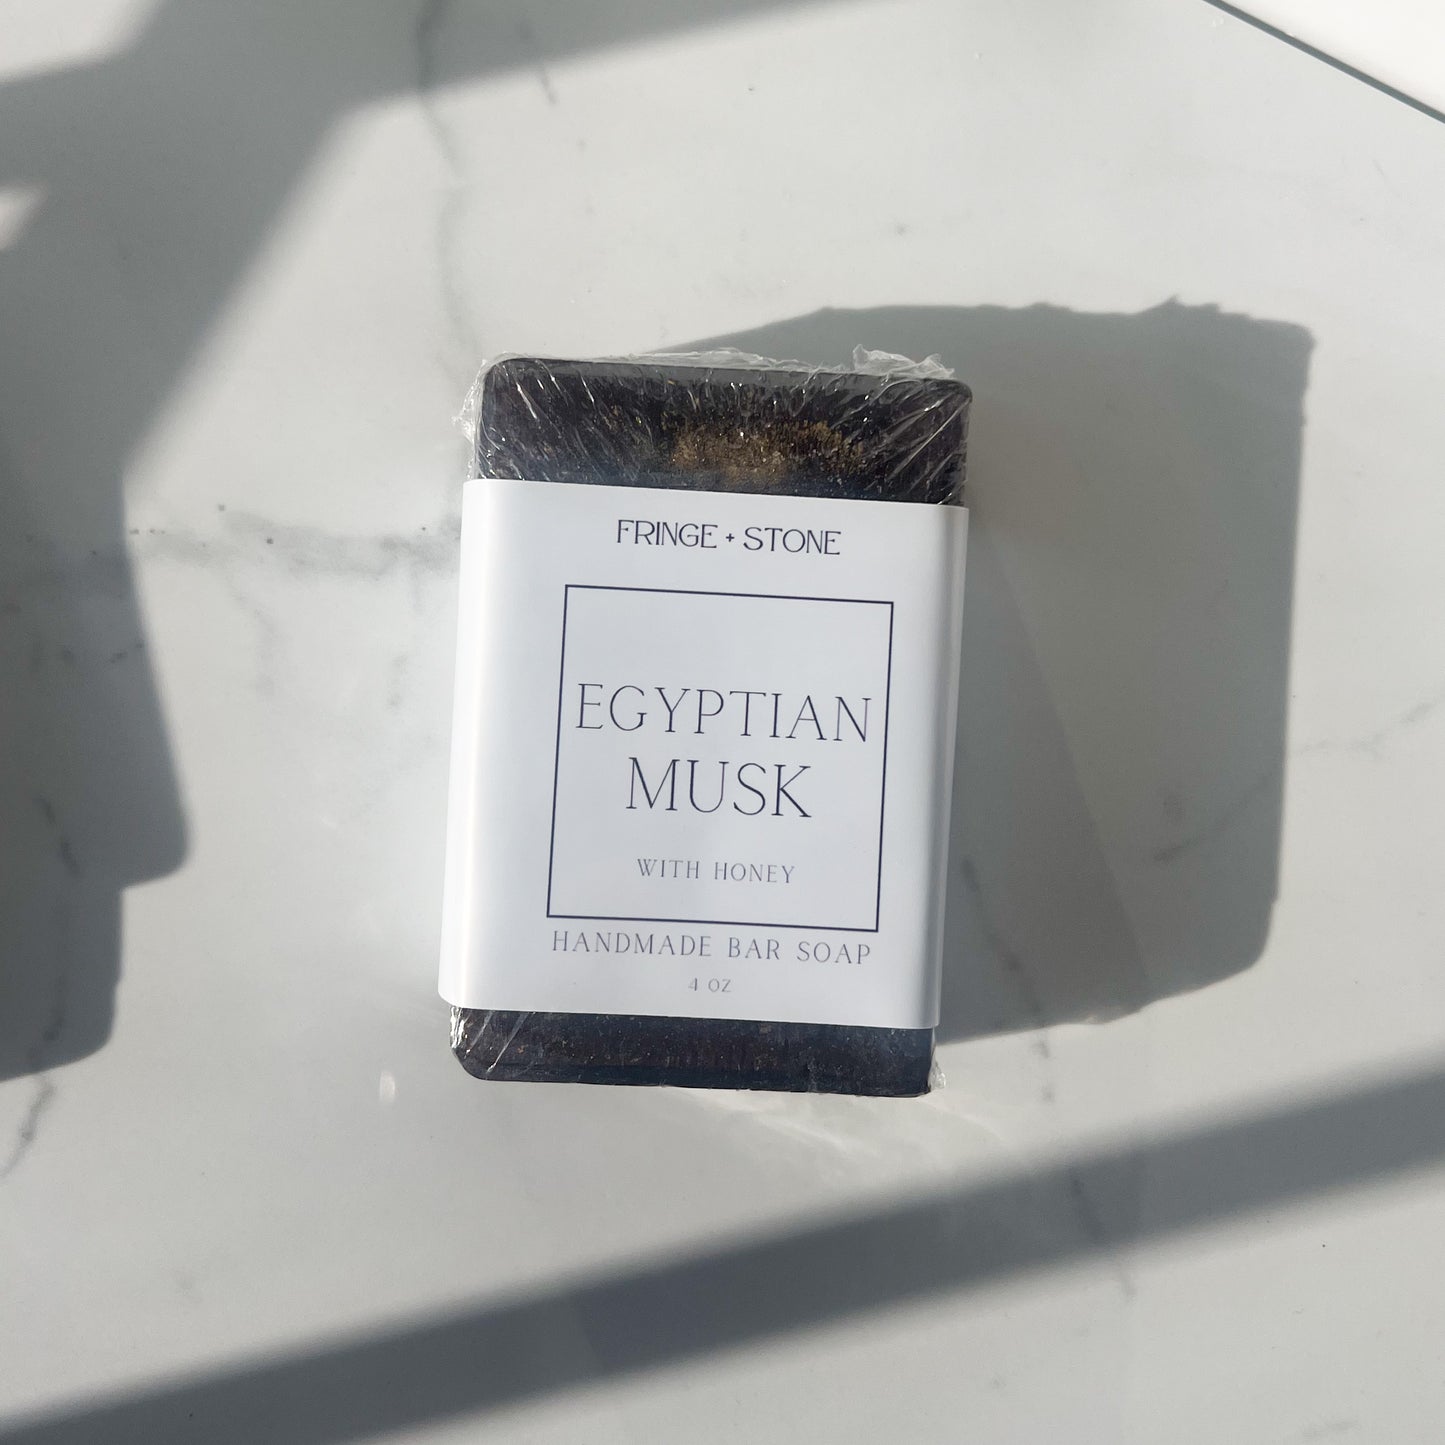 FRINGE + STONE
EGYPTIAN
MUSK
WITH HONEY
HANDMADE BAR SOAP
4 OZ